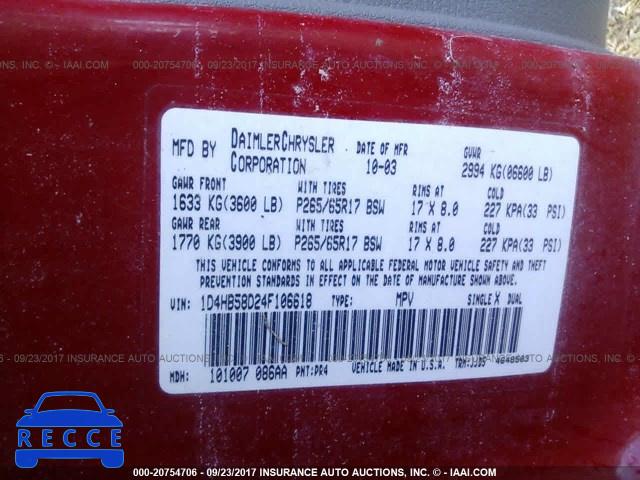 000-20754706 - 09/23/2017 INSURANCE AUTO AUCTIONS, INC. © - IAAI.COM
MFD BY DAIMLERCHRYSLER CORPORATION DATE OF MFR 10-03 GVWR 2994 KG(06600 LB)
GAWR FRONT WITH TIRES RIMS AT COLD
1633 KG(3600 LB) P265/65R17 BSW 17 X 8.0 227 KPA(33 PSI)
GAWR REAR WITH TIRES RIMS AT COLD
1770 KG(3900 LB) P265/65R17 BSW 17 X 8.0 227 KPA(33 PSI)
THIS VEHICLE CONFORMS TO ALL APPLICABLE FEDERAL MOTOR VEHICLE SAFETY AND THEFT
PREVENTION STANDARDS IN EFFECT ON THE DATE OF MANUFACTURE SHOWN ABOVE.
VIN: 1D4HB58D24F106618 TYPE: MPV SINGLE X DUAL
MDH: 101007 086AA PNT:PR4 VEHICLE MADE IN U.S.A.
RECCE
000-20754706 - 09/23/2017 INSURANCE AUTO AUCTIONS, INC. © - IAAI.COM